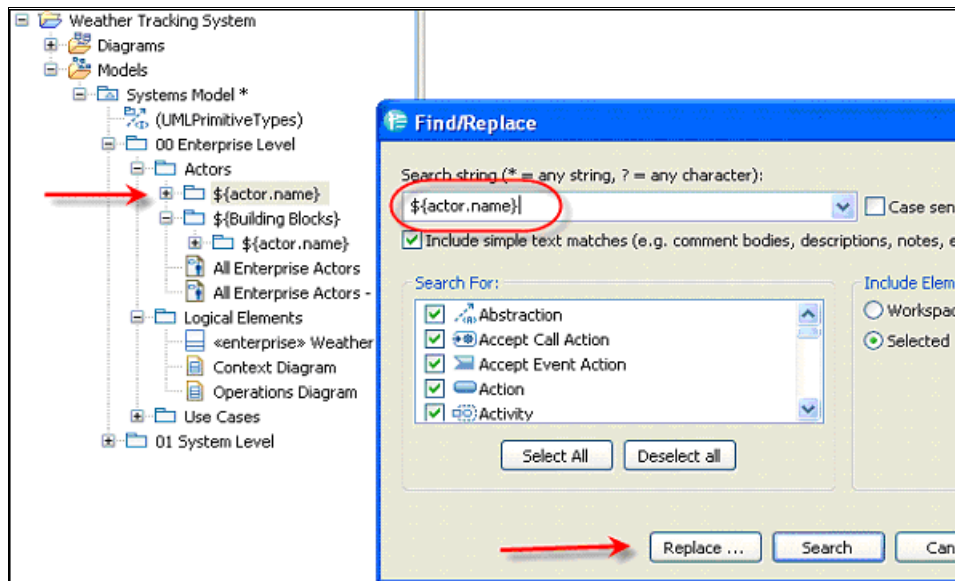 Weather Tracking System
Diagrams
Models
Systems Model *
(UMLPrimitiveTypes)
00 Enterprise Level
Actors
${actor.name}
${Building Blocks}
${actor.name}
All Enterprise Actors
All Enterprise Actors -
Logical Elements
«enterprise» Weather
Context Diagram
Operations Diagram
Use Cases
01 System Level
Find/Replace
Search string (* = any string, ? = any character):
${actor.name}
Case sen
Include simple text matches (e.g. comment bodies, descriptions, notes, e
Search For:
Abstraction
Accept Call Action
Accept Event Action
Action
Activity
Select All
Deselect all
Include Elem
Workspac
Selected
Replace ...
Search
Can